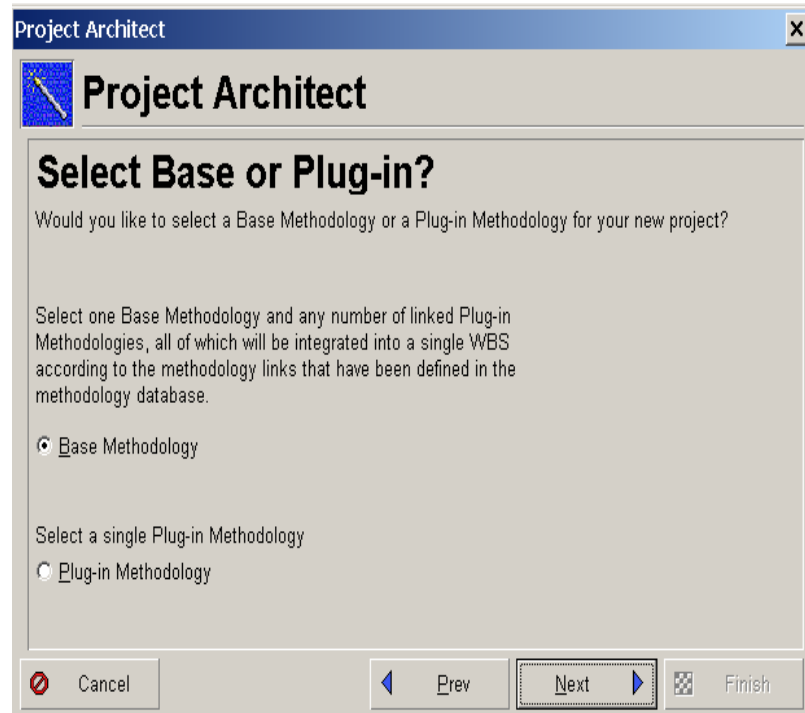 Project Architect
Project Architect
Select Base or Plug-in?
Would you like to select a Base Methodology or a Plug-in Methodology for your new project?
Select one Base Methodology and any number of linked Plug-in
Methodologies, all of which will be integrated into a single WBS
according to the methodology links that have been defined in the
methodology database.
Base Methodology
Select a single Plug-in Methodology
Plug-in Methodology
Cancel
Prev
Next
Finish